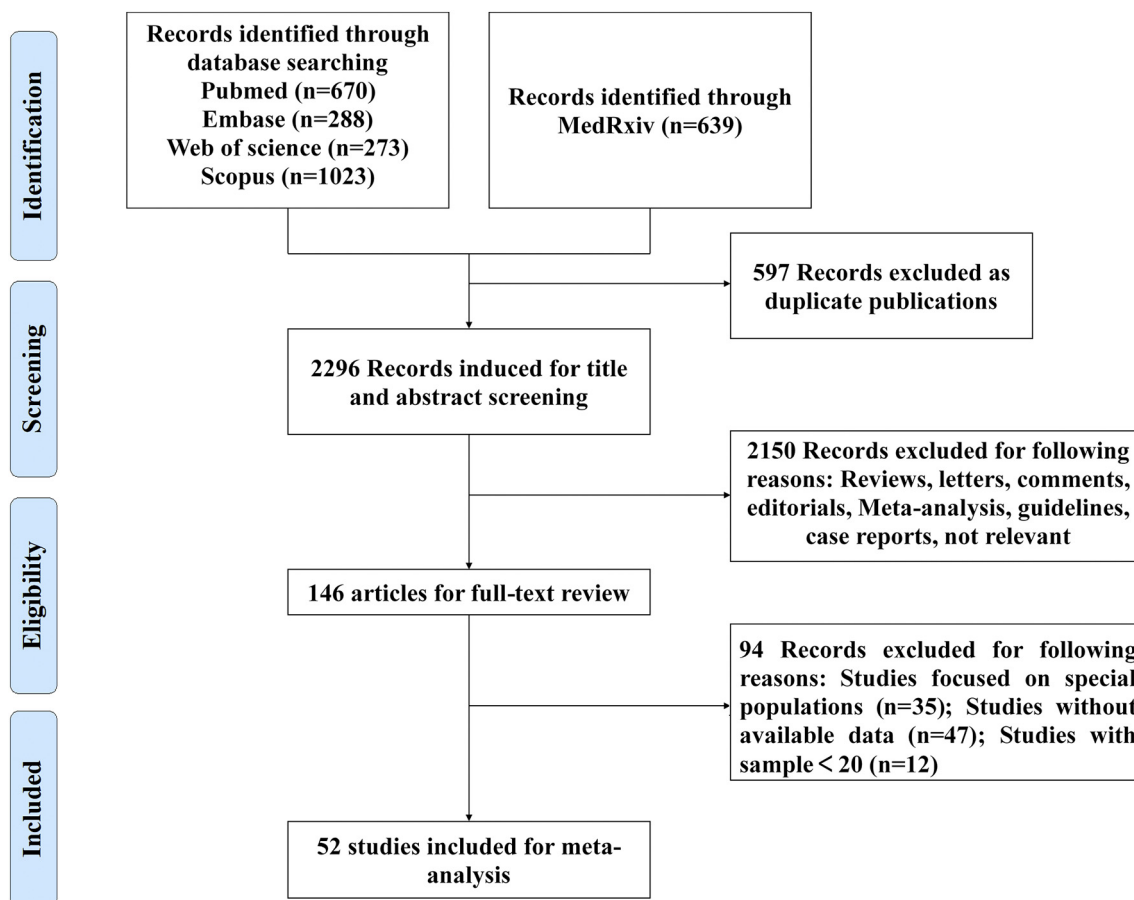 Identification
Records identified through
database searching
Pubmed (n=670)
Embase (n=288)
Web of science (n=273)
Scopus (n=1023)
Records identified through
MedRxiv (n=639)
597 Records excluded as
duplicate publications
Screening
2296 Records induced for title
and abstract screening
2150 Records excluded for following
reasons: Reviews, letters, comments,
editorials, Meta-analysis, guidelines,
case reports, not relevant
Eligibility
146 articles for full-text review
94 Records excluded for following
reasons: Studies focused on special
populations (n=35); Studies without
available data (n=47); Studies with
sample＜20 (n=12)
Included
52 studies included for meta-
analysis